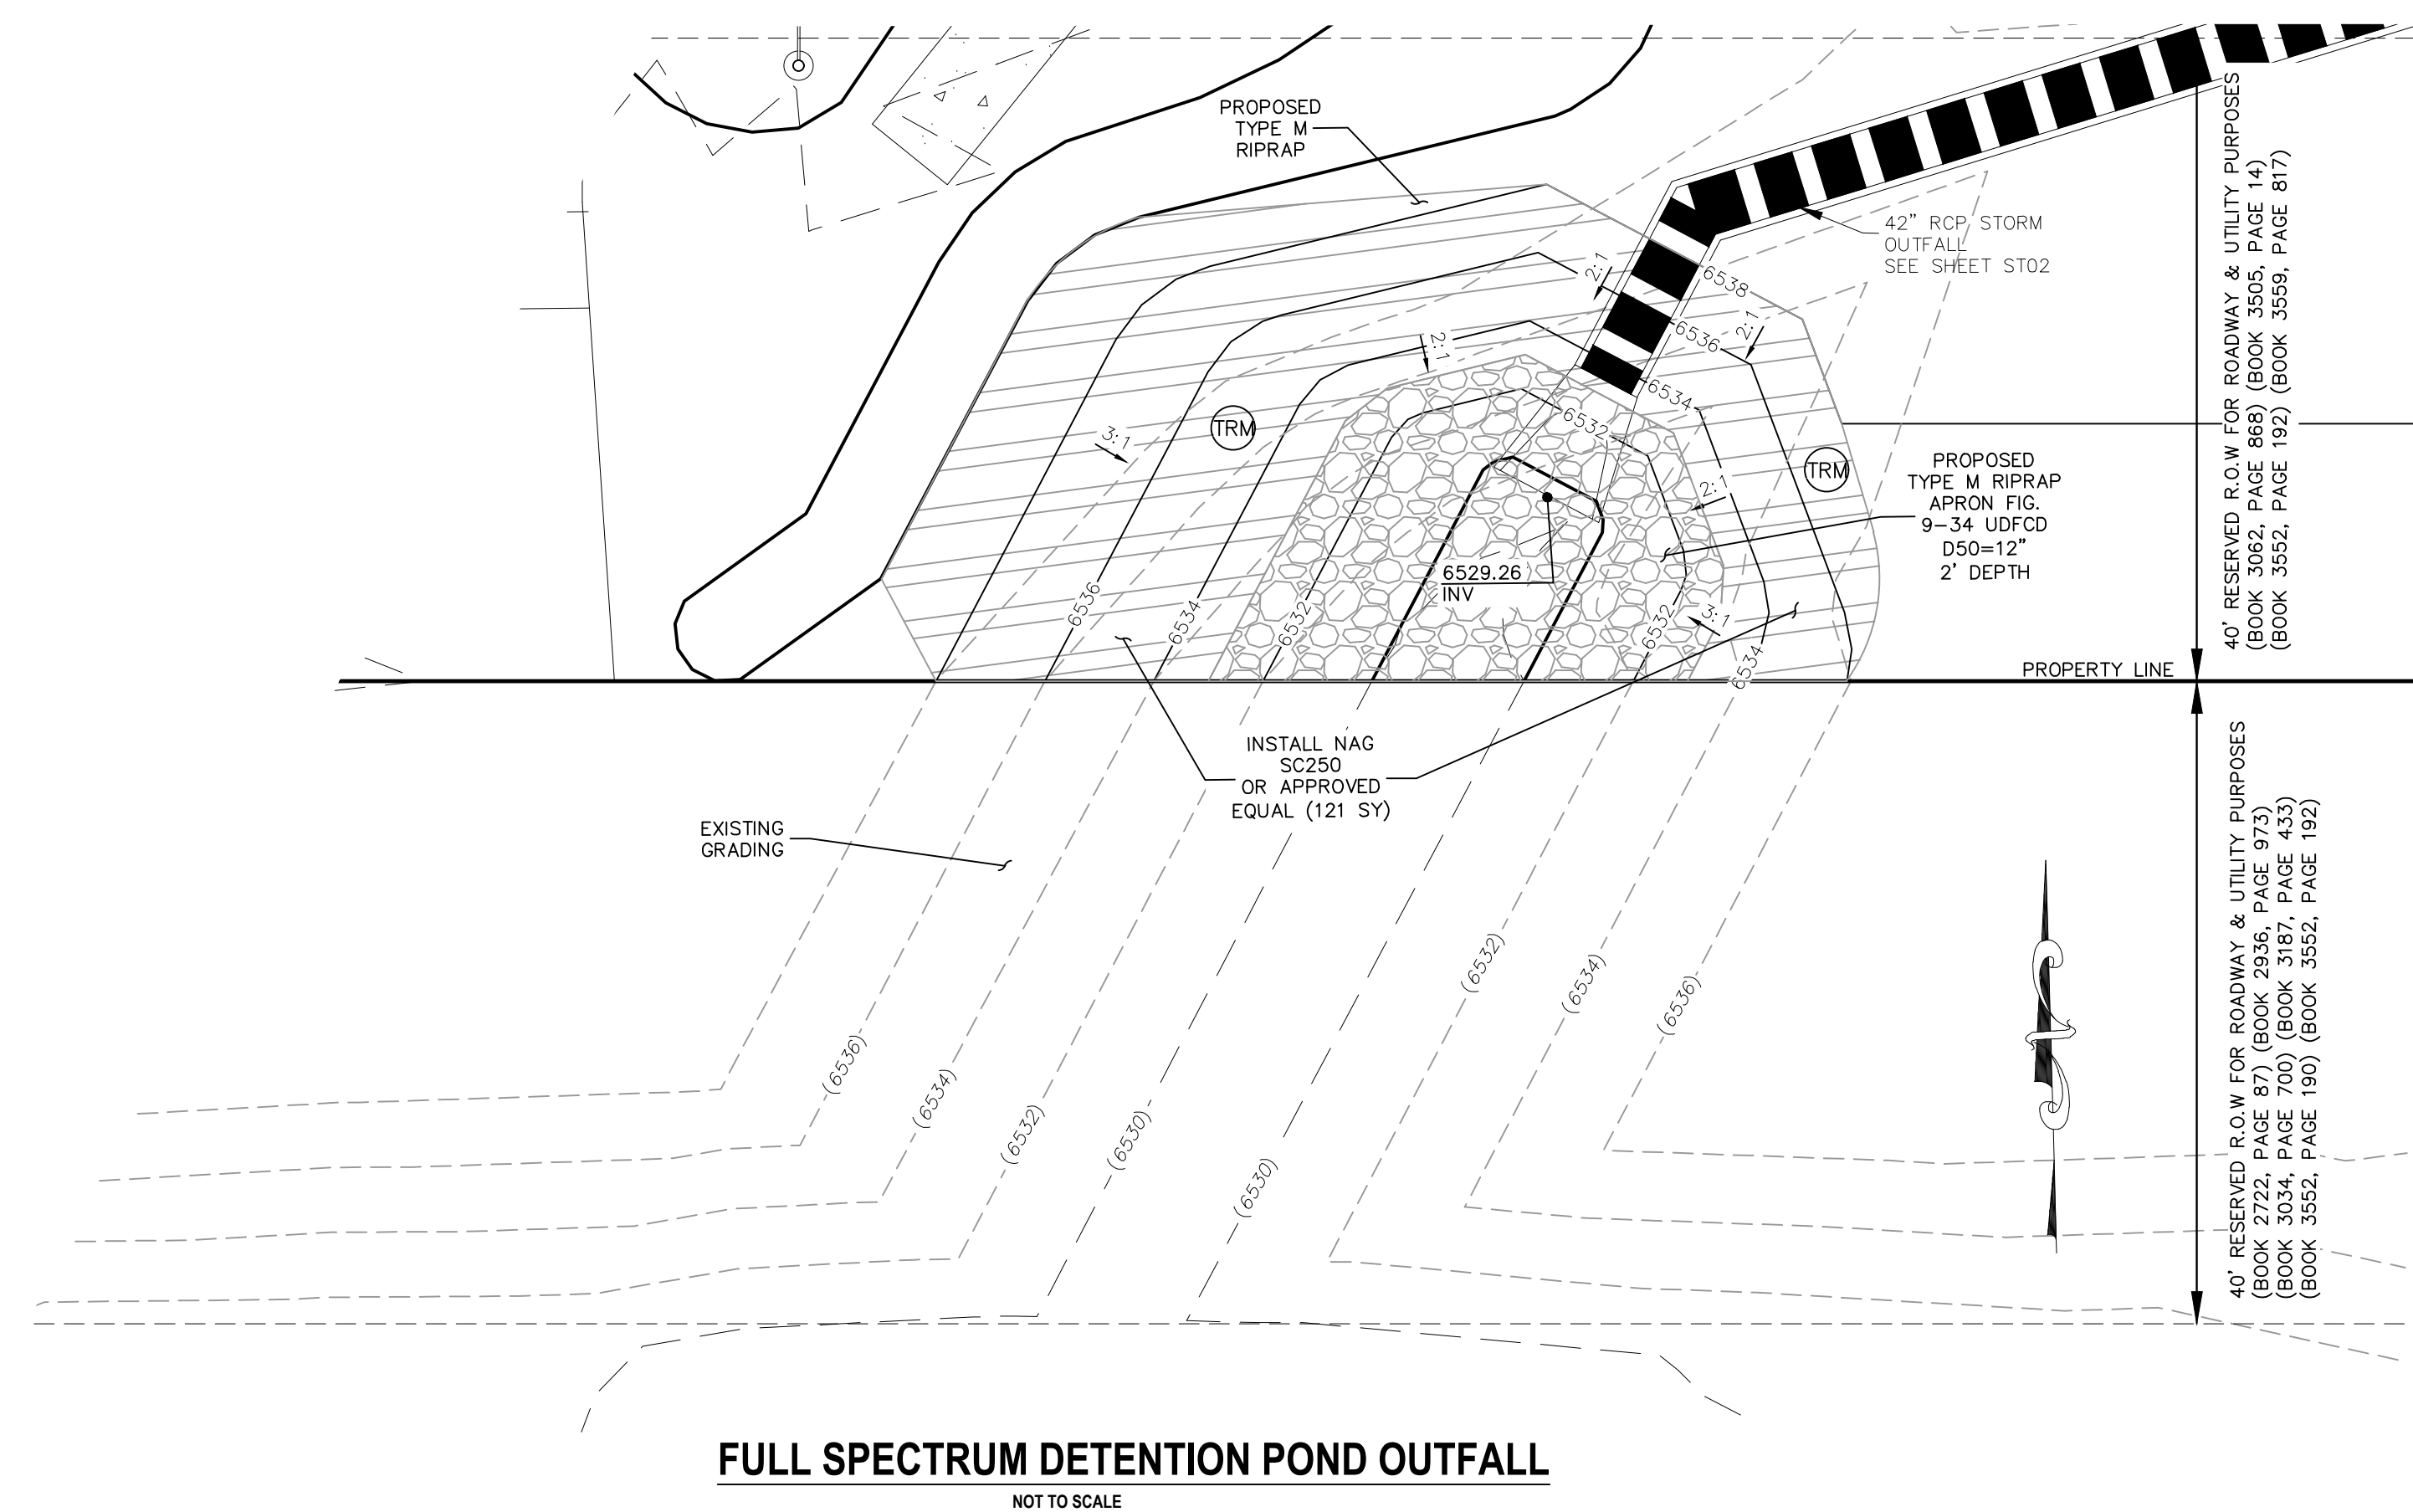 PROPOSED
TYPE M
RIPRAP
42" RCP STORM
OUTFALL
SEE SHEET ST02
40' RESERVED R.O.W FOR ROADWAY & UTILITY PURPOSES
(BOOK 3062, PAGE 868) (BOOK 3505, PAGE 14)
(BOOK 3552, PAGE 192) (BOOK 3559, PAGE 817)
2:1
6538
2:1
6536
2:1
6534
6532
3:1
TRM
TRM
2:1
PROPOSED
TYPE M RIPRAP
APRON FIG.
9-34 UDFCD
D50=12"
2' DEPTH
6529.26
INV
6536
6534
6532
6532
3:1
6534
PROPERTY LINE
INSTALL NAG
SC250
OR APPROVED
EQUAL (121 SY)
EXISTING
GRADING
40' RESERVED R.O.W FOR ROADWAY & UTILITY PURPOSES
(BOOK 2722, PAGE 87) (BOOK 2936, PAGE 973)
(BOOK 3034, PAGE 700) (BOOK 3187, PAGE 433)
(BOOK 3552, PAGE 190) (BOOK 3552, PAGE 192)
(6532)
(6534)
(6536)
(6536)
(6534)
(6532)
(6530)
(6530)
FULL SPECTRUM DETENTION POND OUTFALL
NOT TO SCALE